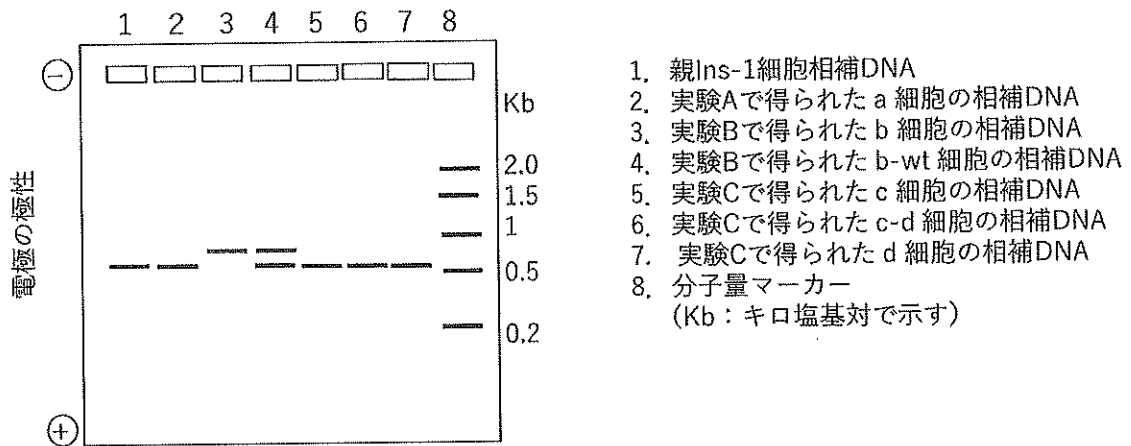 1 2 3 4 5 6 7 8
⊖
Kb
2.0
1.5
1
0.5
0.2
⊕
電極の極性
1. 親Ins-1細胞相補DNA
2. 実験Aで得られた a 細胞の相補DNA
3. 実験Bで得られた b 細胞の相補DNA
4. 実験Bで得られた b-wt 細胞の相補DNA
5. 実験Cで得られた c 細胞の相補DNA
6. 実験Cで得られた c-d 細胞の相補DNA
7. 実験Cで得られた d 細胞の相補DNA
8. 分子量マーカー
(Kb：キロ塩基対で示す)